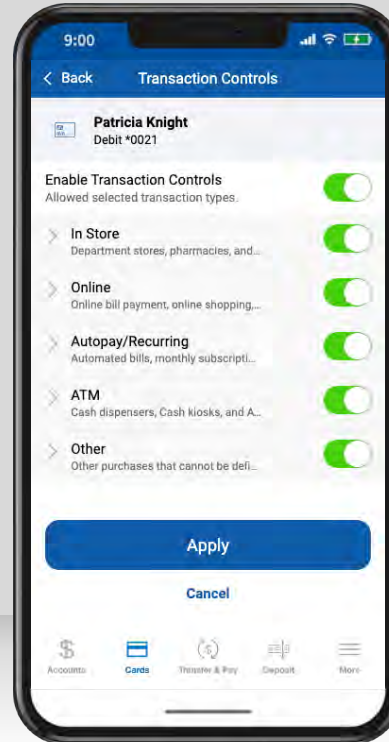 9:00
Back Transaction Controls
Patricia Knight
Debit *0021
Enable Transaction Controls
Allowed selected transaction types.
In Store
Department stores, pharmacies, and...
Online
Online bill payment, online shopping,...
Autopay/Recurring
Automated bills, monthly subscripti...
ATM
Cash dispensers, Cash kiosks, and A...
Other
Other purchases that cannot be defi...
Apply
Cancel
Accounts Cards Transfer & Pay Deposit More